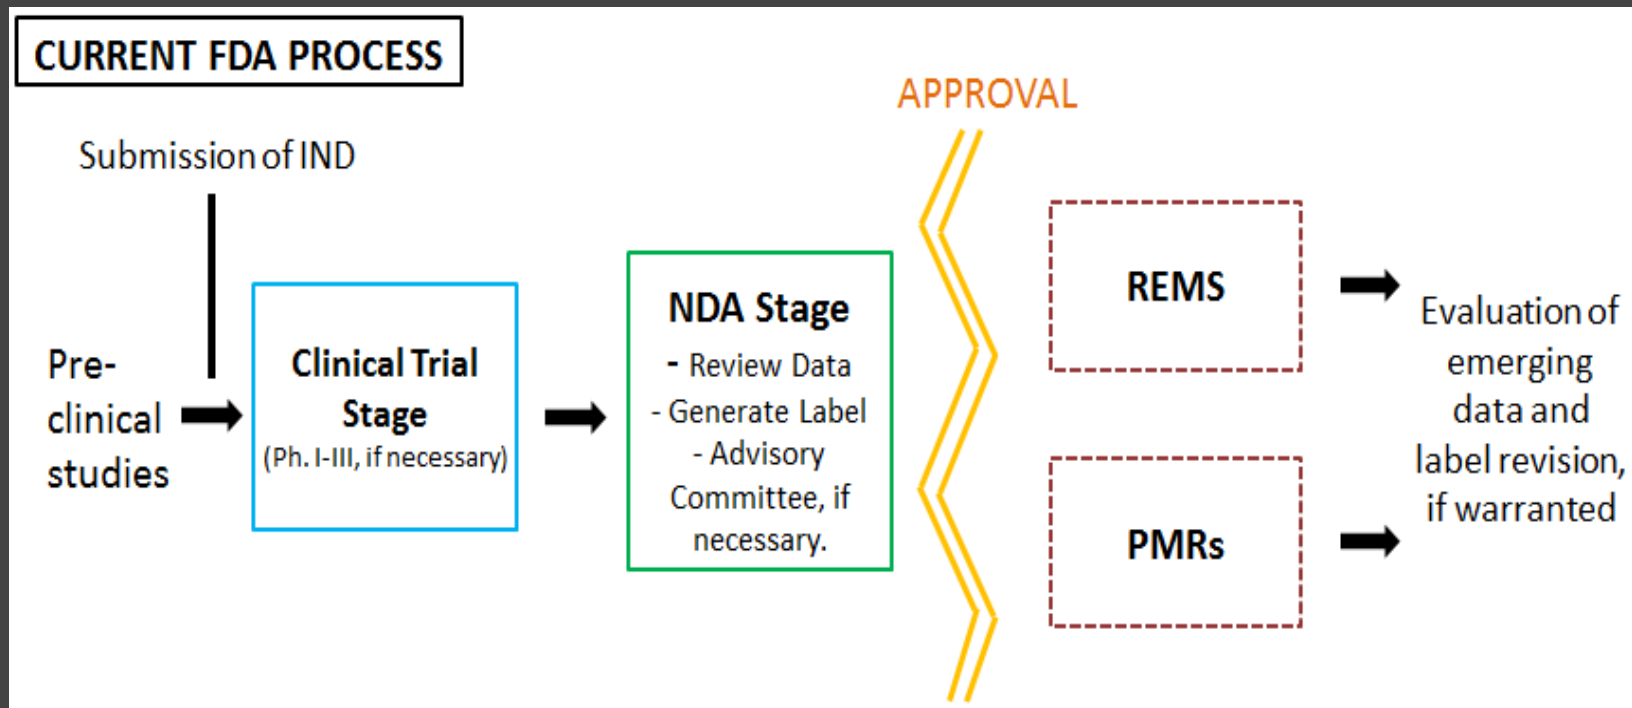 CURRENT FDA PROCESS
Submission of IND
Pre-
clinical
studies
Clinical Trial
Stage
(Ph. I-III, if necessary)
NDA Stage
- Review Data
- Generate Label
- Advisory
Committee, if
necessary.
APPROVAL
REMS
PMRs
Evaluation of
emerging
data and
label revision,
if warranted